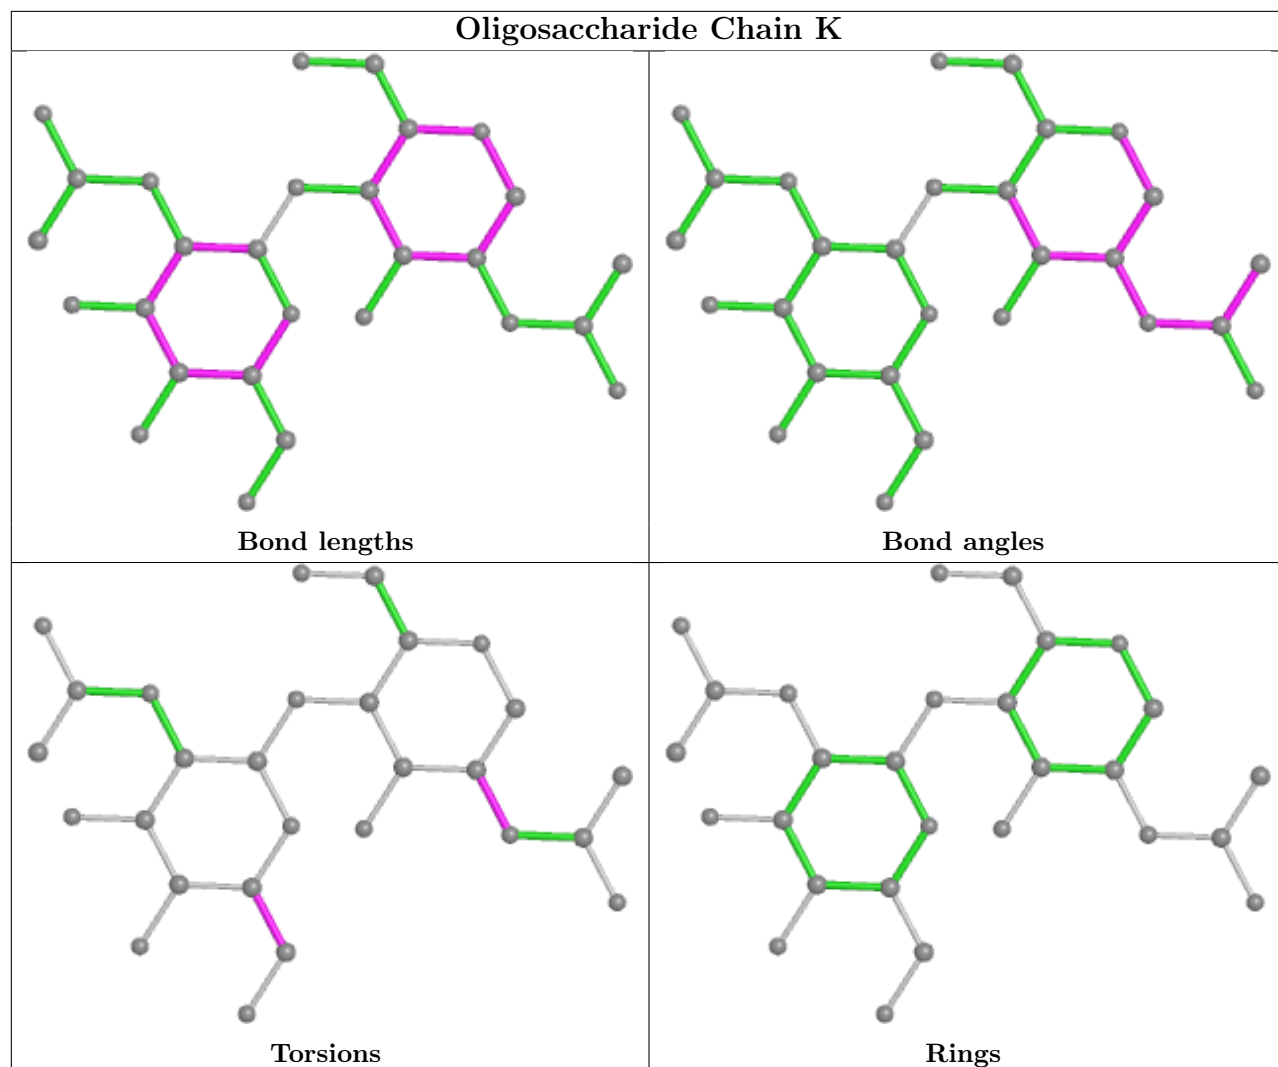 Oligosaccharide Chain K
Bond lengths
Bond angles
Torsions
Rings